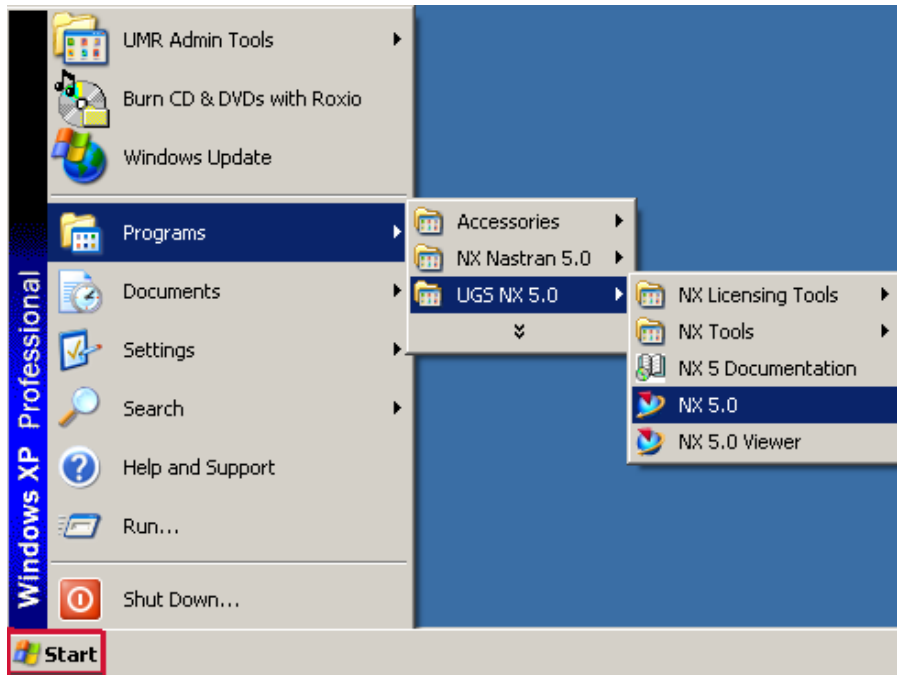 UMR Admin Tools
Burn CD & DVDs with Roxio
Windows Update
Programs
Documents
Settings
Search
Help and Support
Run...
Shut Down...
Windows XP Professional
Start
Accessories
NX Nastran 5.0
UGS NX 5.0
NX Licensing Tools
NX Tools
NX 5 Documentation
NX 5.0
NX 5.0 Viewer